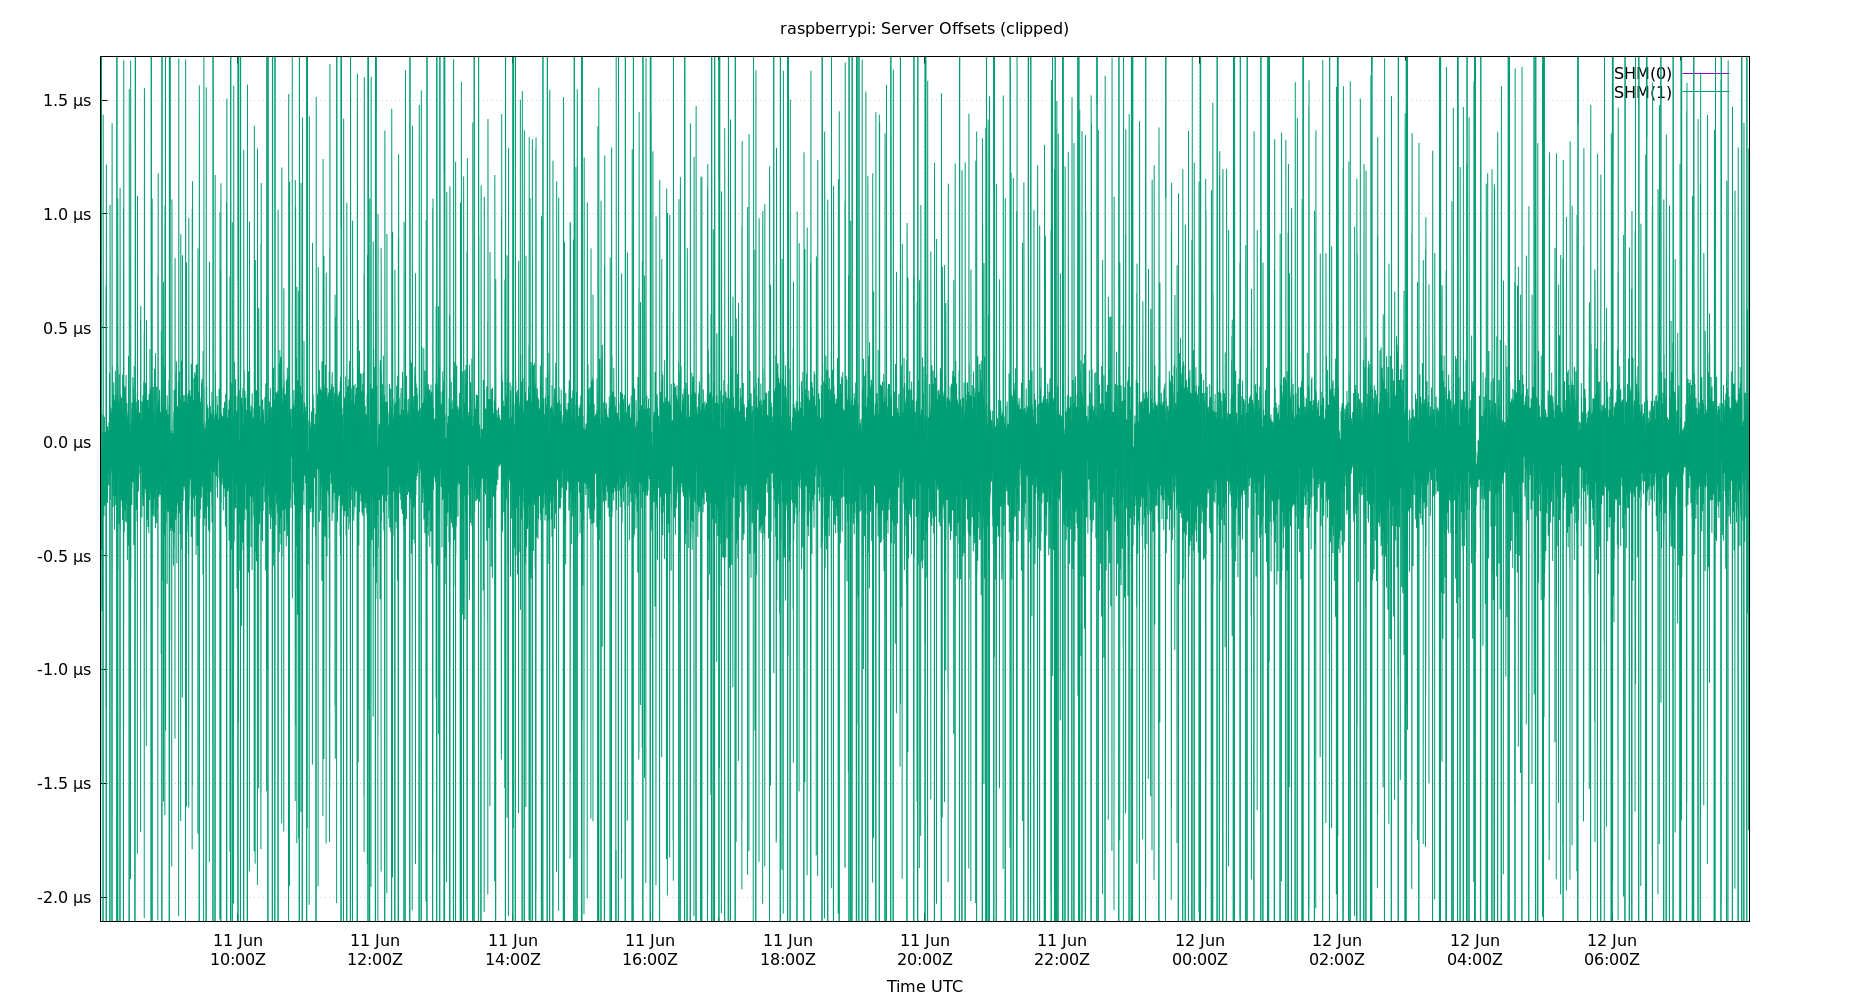 raspberrypi: Server Offsets (clipped)
SHM(0)
SHM(1)
1.5 µs
1.0 µs
0.5 µs
0.0 µs
-0.5 µs
-1.0 µs
-1.5 µs
-2.0 µs
11 Jun 11 Jun 11 Jun 11 Jun 11 Jun 11 Jun 11 Jun 12 Jun 12 Jun 12 Jun 12 Jun
10:00Z 12:00Z 14:00Z 16:00Z 18:00Z 20:00Z 22:00Z 00:00Z 02:00Z 04:00Z 06:00Z
Time UTC